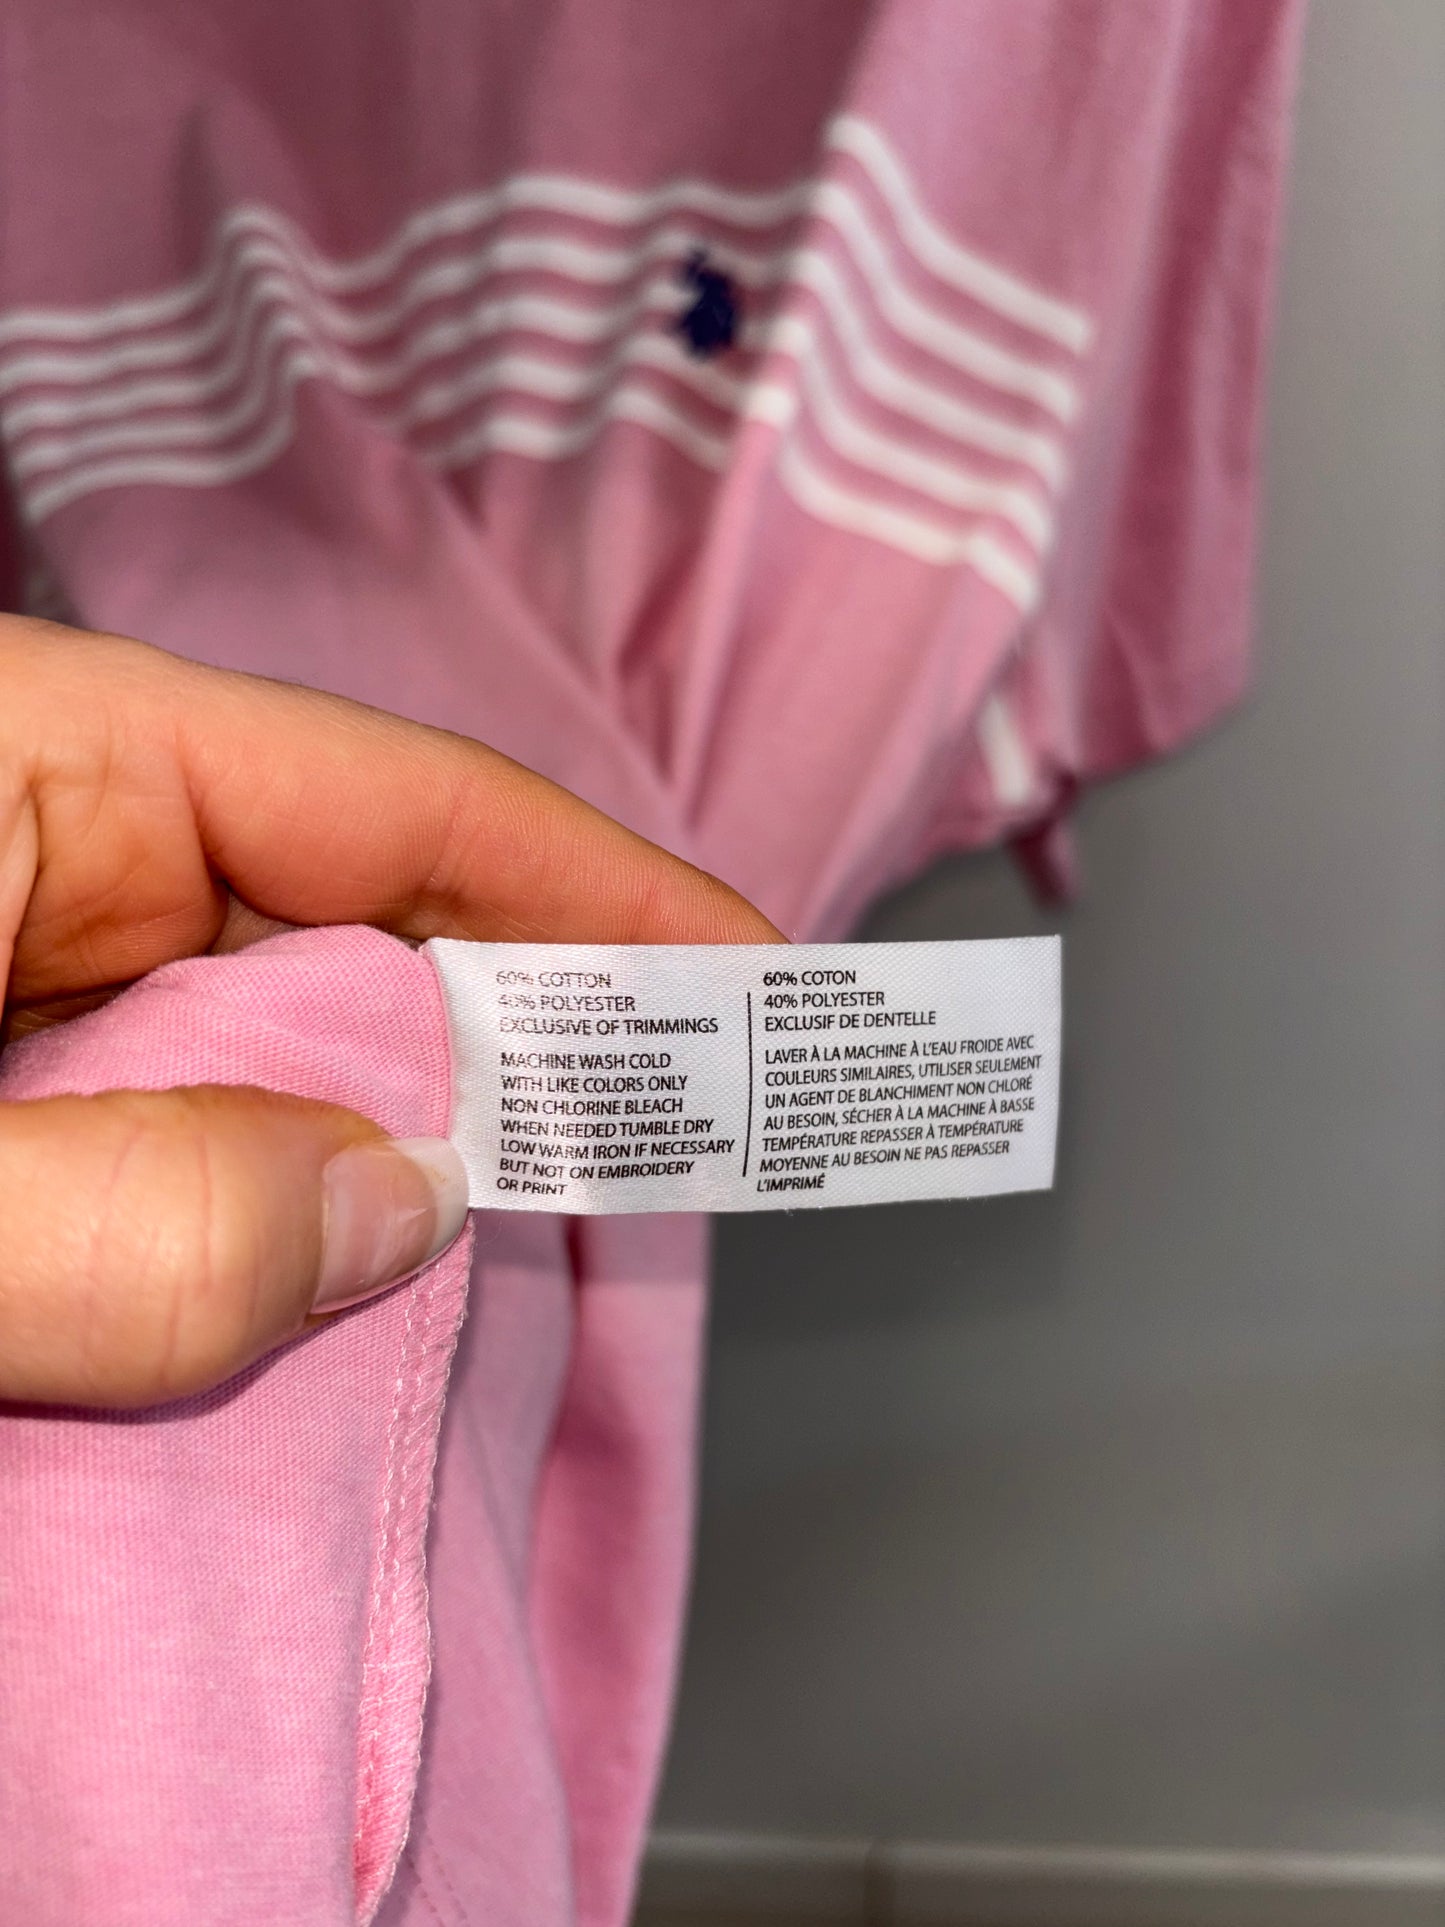 60% COTTON
40% POLYESTER
EXCLUSIVE OF TRIMMINGS
MACHINE WASH COLD
WITH LIKE COLORS ONLY
NON CHLORINE BLEACH
WHEN NEEDED TUMBLE DRY
LOW WARM IRON IF NECESSARY
BUT NOT ON EMBROIDERY
OR PRINT
60% COTON
40% POLYESTER
EXCLUSIF DE DENTELLE
LAVER À LA MACHINE À L'EAU FROIDE AVEC
COULEURS SIMILAIRES, UTILISER SEULEMENT
UN AGENT DE BLANCHIMENT NON CHLORÉ
AU BESOIN, SÉCHER À LA MACHINE À BASSE
TEMPÉRATURE REPASSER À TEMPÉRATURE
MOYENNE AU BESOIN NE PAS REPASSER
L'IMPRIMÉ